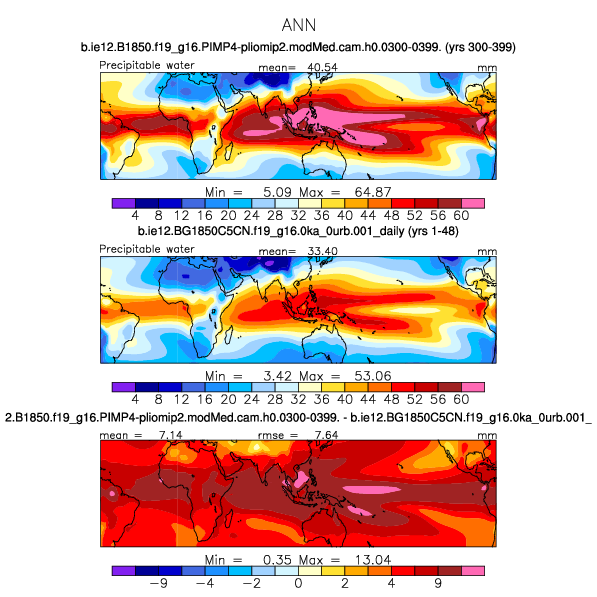 ANN
b.ie12.B1850.f19_g16.PIMP4-pliomip2.modMed.cam.h0.0300-0399. (yrs 300-399)
Precipitable water mean= 40.54 mm
Min = 5.09 Max = 64.87
4 8 12 16 20 24 28 32 36 40 44 48 52 56 60
b.ie12.BG1850C5CN.f19_g16.0ka_0urb.001_daily (yrs 1-48)
Precipitable water mean= 33.40 mm
Min = 3.42 Max = 53.06
4 8 12 16 20 24 28 32 36 40 44 48 52 56 60
2.B1850.f19_g16.PIMP4-pliomip2.modMed.cam.h0.0300-0399. - b.ie12.BG1850C5CN.f19_g16.0ka_0urb.001_
mean = 7.14 rmse = 7.64 mm
Min = 0.35 Max = 13.04
-9 -4 -2 0 2 4 9